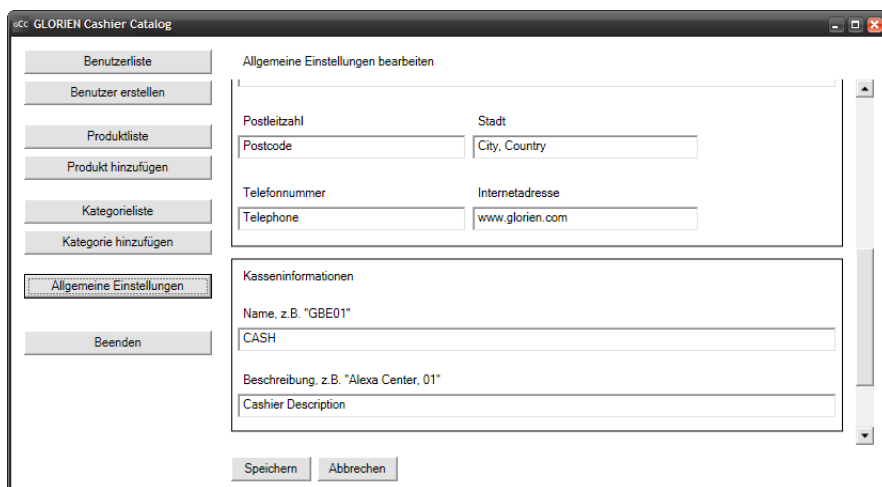 GLORIEN Cashier Catalog
Benutzerliste
Benutzer erstellen
Produktliste
Produkt hinzufügen
Kategorieliste
Kategorie hinzufügen
Allgemeine Einstellungen
Beenden
Allgemeine Einstellungen bearbeiten
Postleitzahl Stadt
Postcode City, Country
Telefonnummer Internetadresse
Telephone www.glorien.com
Kasseninformationen
Name, z.B. "GBE01"
CASH
Beschreibung, z.B. "Alexa Center, 01"
Cashier Description
Speichern Abbrechen